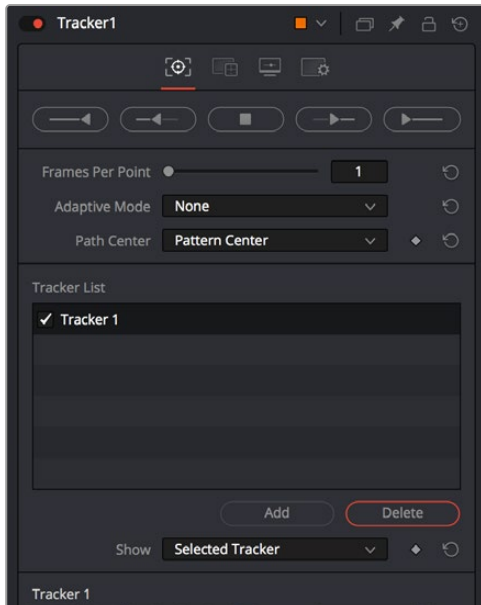 Tracker1
Frames Per Point 1
Adaptive Mode None
Path Center Pattern Center
Tracker List
Tracker 1
Add Delete
Show Selected Tracker
Tracker 1